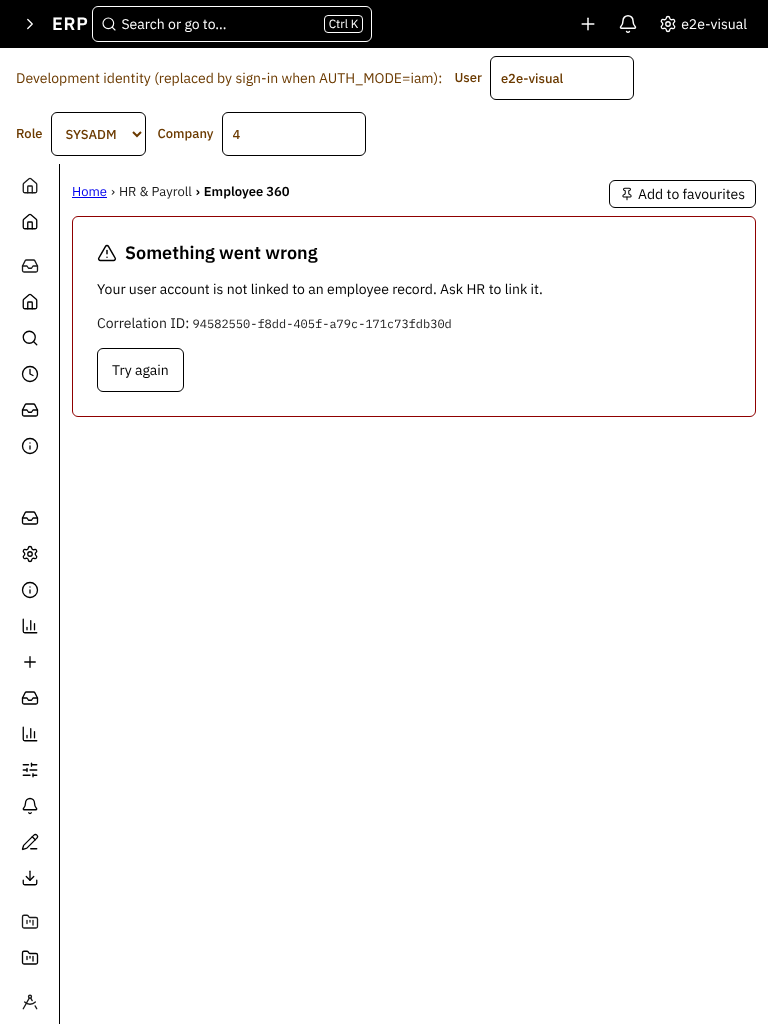 ERP Search or go to... Ctrl K e2e-visual
Development identity (replaced by sign-in when AUTH_MODE=iam): User e2e-visual
Role SYSADM Company 4
Home › HR & Payroll › Employee 360 Add to favourites
Something went wrong
Your user account is not linked to an employee record. Ask HR to link it.
Correlation ID: 94582550-f8dd-405f-a79c-171c73fdb30d
Try again